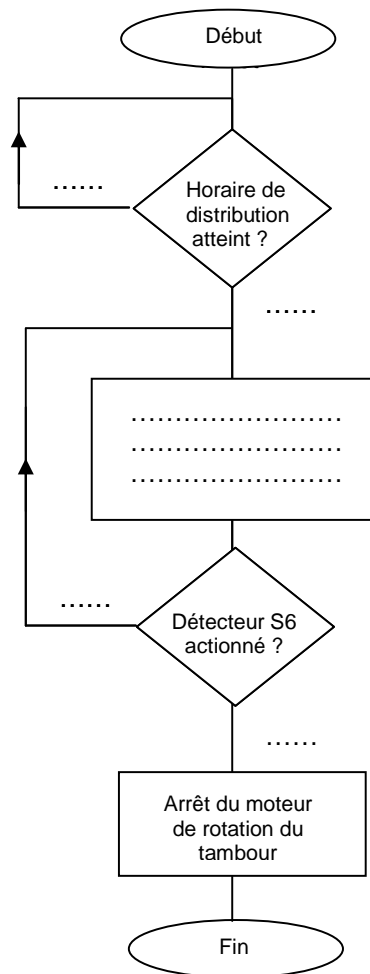 Début
......
Horaire de
distribution
atteint ?
......
........................
........................
........................
......
Détecteur S6
actionné ?
......
Arrêt du moteur
de rotation du
tambour
Fin